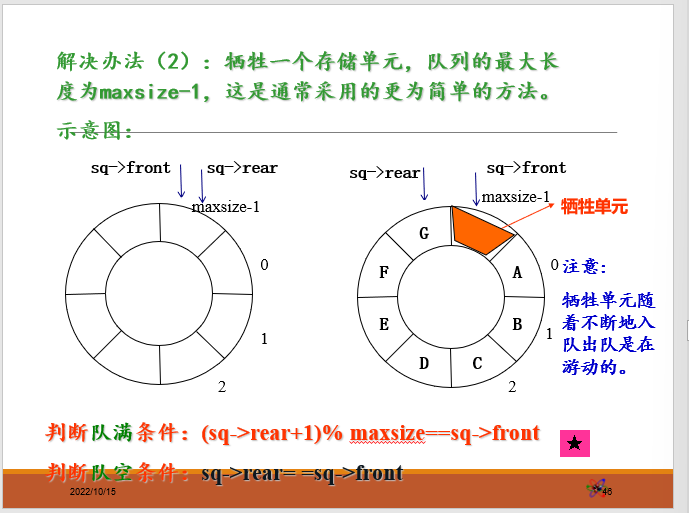 解决办法（2）：牺牲一个存储单元，队列的最大长
度为maxsize-1，这是通常采用的更为简单的方法。
示意图：
sq->front sq->rear
maxsize-1
0
1
2
sq->rear sq->front
maxsize-1
牺牲单元
G
F A
E B
D C
0
1
2
注意:
牺牲单元随
着不断地入
队出队是在
游动的。
判断队满条件：(sq->rear+1)% maxsize==sq->front
判断队空条件：sq->rear= =sq->front
2022/10/15
46